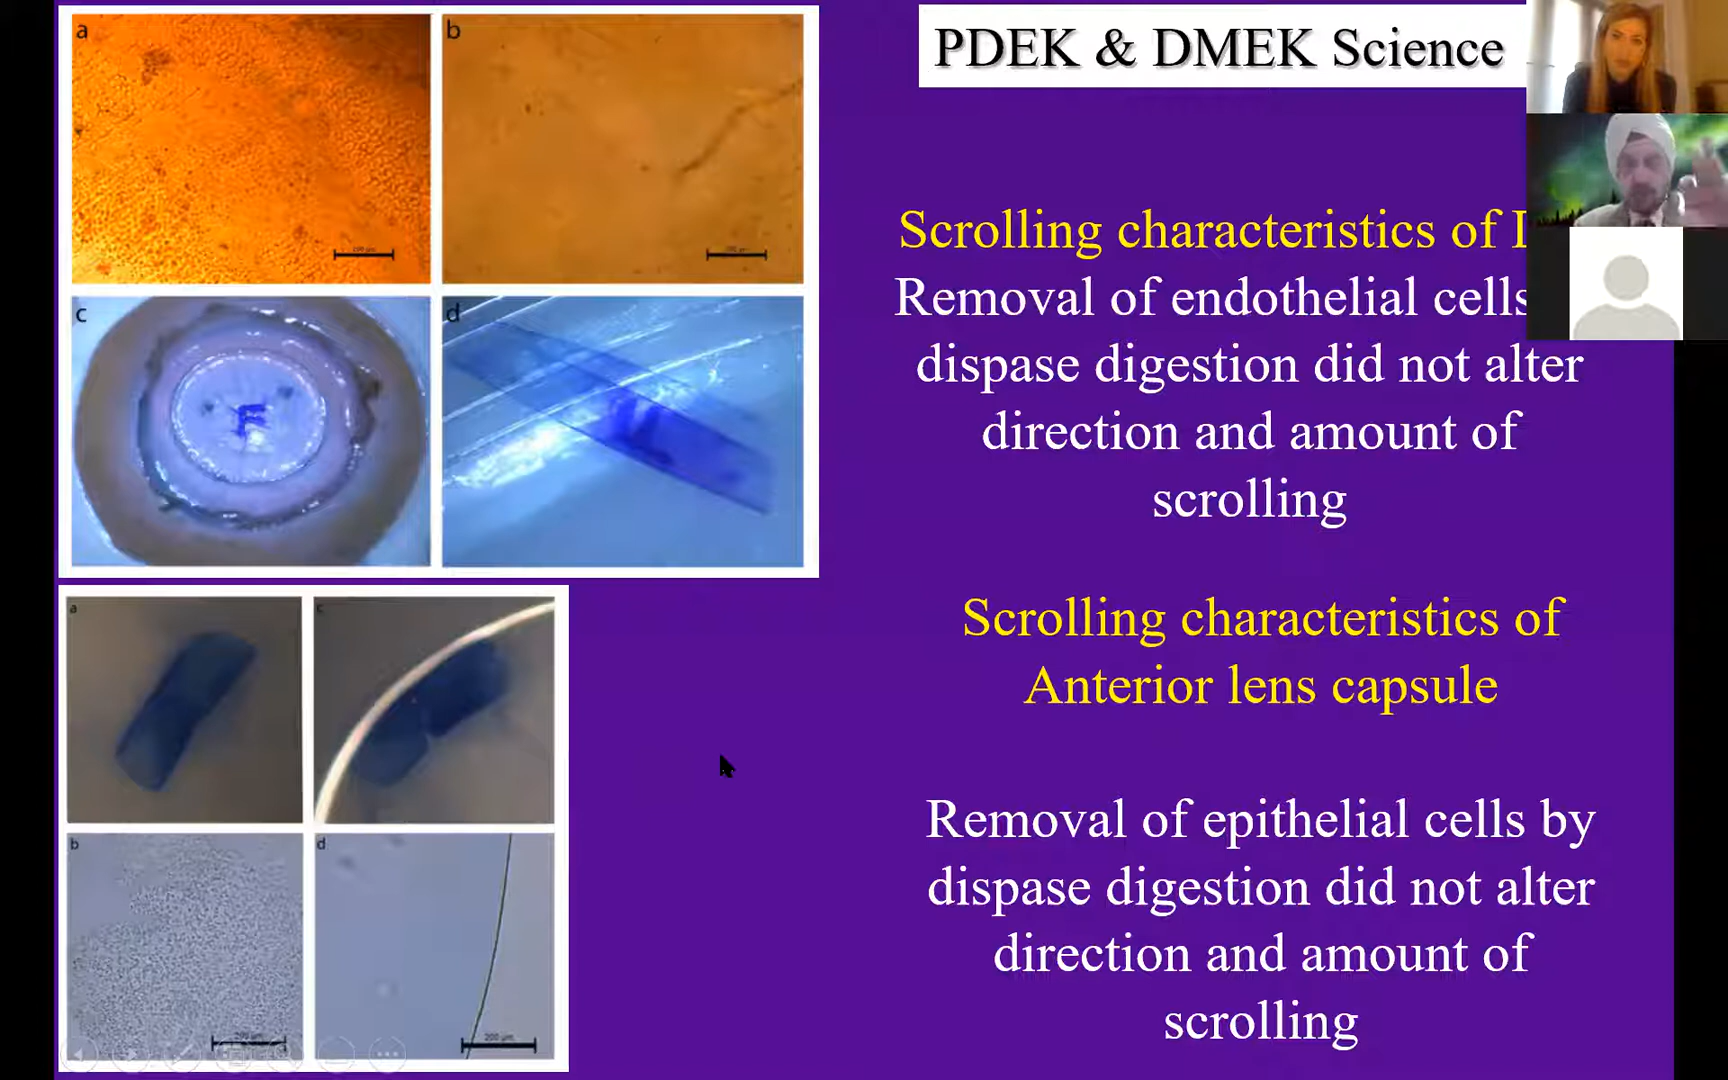 PDEK & DMEK Science
a
b
c
d
Scrolling characteristics of
Removal of endothelial cells
dispase digestion did not alter
direction and amount of
scrolling
a
c
b
d
200 µm
Scrolling characteristics of
Anterior lens capsule
Removal of epithelial cells by
dispase digestion did not alter
direction and amount of
scrolling